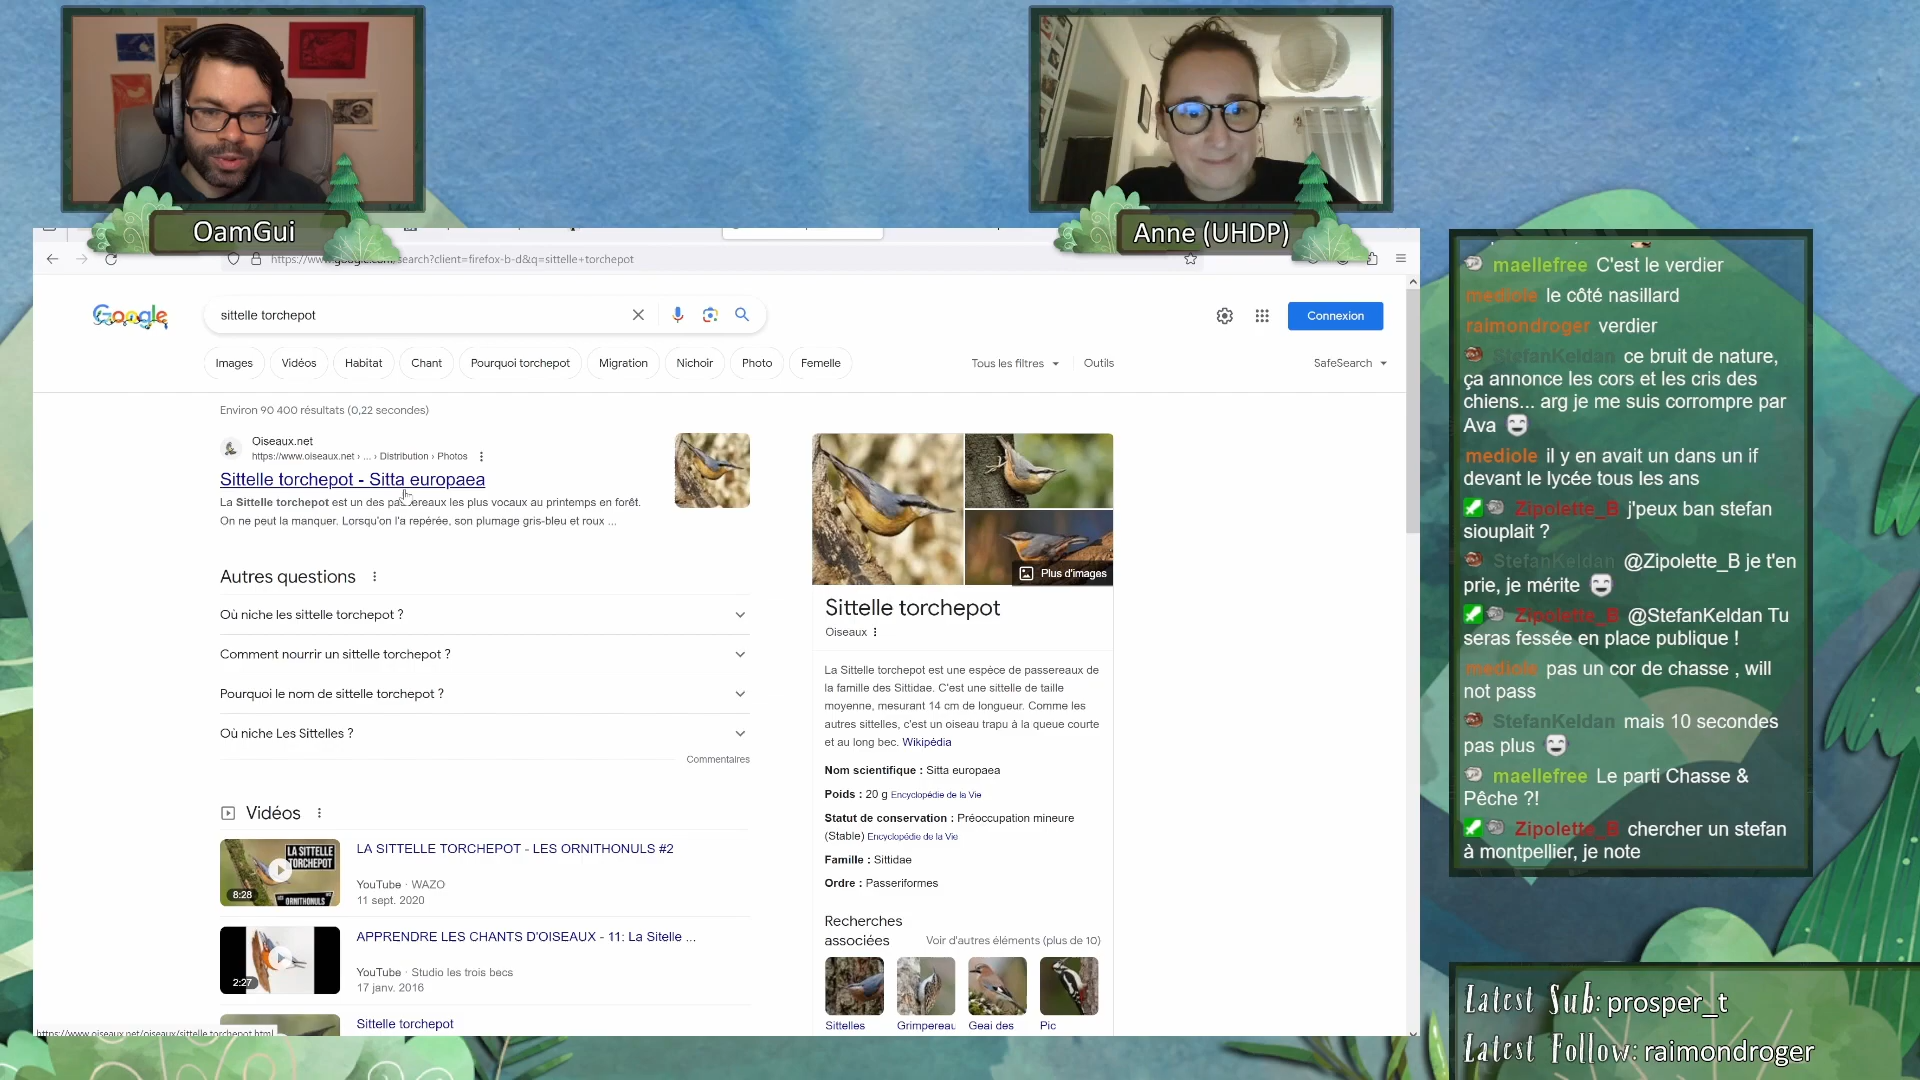 OamGui
Anne (UHDP)
https://www.google.com/search?client=firefox-b-d&q=sittelle+torchepot
Google
sittelle torchepot
Connexion
Images
Vidéos
Habitat
Chant
Pourquoi torchepot
Migration
Nichoir
Photo
Femelle
Tous les filtres
Outils
SafeSearch
Environ 90 400 résultats (0,22 secondes)
Oiseaux.net
https://www.oiseaux.net › ... › Distribution › Photos
Sittelle torchepot - Sitta europaea
La Sittelle torchepot est un des passereaux les plus vocaux au printemps en forêt.
On ne peut la manquer. Lorsqu'on l'a repérée, son plumage gris-bleu et roux ...
Autres questions
Où niche les sittelle torchepot ?
Comment nourrir un sittelle torchepot ?
Pourquoi le nom de sittelle torchepot ?
Où niche Les Sittelles ?
Commentaires
Vidéos
LA SITTELLE
TORCHEPOT
8:28
ORNITHONULS
LA SITTELLE TORCHEPOT - LES ORNITHONULS #2
YouTube · WAZO
11 sept. 2020
2:27
APPRENDRE LES CHANTS D'OISEAUX - 11: La Sitelle ...
YouTube · Studio les trois becs
17 janv. 2016
Sittelle torchepot
https://www.oiseaux.net/oiseaux/sittelle.torchepot.html
Plus d'images
Sittelle torchepot
Oiseaux
La Sittelle torchepot est une espèce de passereaux de
la famille des Sittidae. C'est une sittelle de taille
moyenne, mesurant 14 cm de longueur. Comme les
autres sittelles, c'est un oiseau trapu à la queue courte
et au long bec. Wikipédia
Nom scientifique : Sitta europaea
Poids : 20 g Encyclopédie de la Vie
Statut de conservation : Préoccupation mineure
(Stable) Encyclopédie de la Vie
Famille : Sittidae
Ordre : Passeriformes
Recherches
associées
Voir d'autres éléments (plus de 10)
Sittelles
Grimpereau
Geai des
Pic
maellefree C'est le verdier
mediole le côté nasillard
raimondroger verdier
StefanKeldan ce bruit de nature,
ça annonce les cors et les cris des
chiens... arg je me suis corrompre par
Ava
mediole il y en avait un dans un if
devant le lycée tous les ans
Zipolette_B j'peux ban stefan
siouplait ?
StefanKeldan @Zipolette_B je t'en
prie, je mérite
Zipolette_B @StefanKeldan Tu
seras fessée en place publique !
mediole pas un cor de chasse , will
not pass
StefanKeldan mais 10 secondes
pas plus
maellefree Le parti Chasse &
Pêche ?!
Zipolette_B chercher un stefan
à montpellier, je note
Latest Sub: prosper_t
Latest Follow: raimondroger